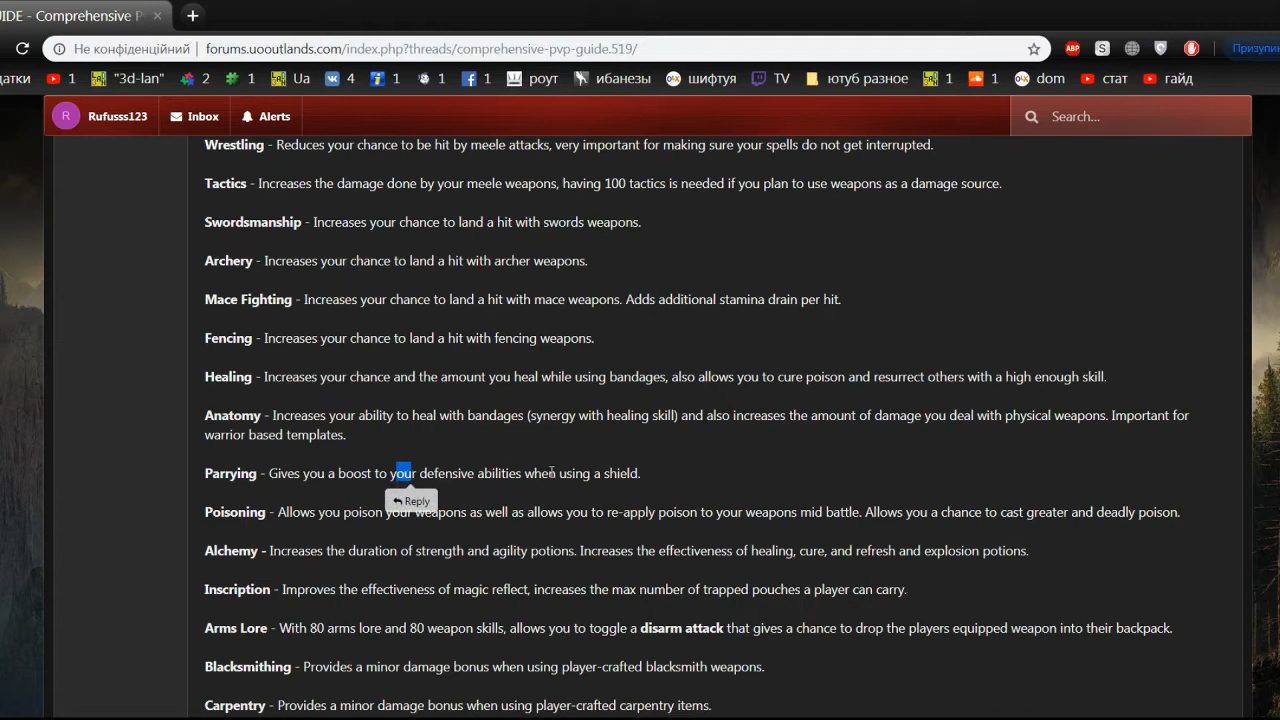 IDE - Comprehensive P
Не конфіденційний forums.uooutlands.com/index.php?threads/comprehensive-pvp-guide.519/ ABP S Призупин
датки 1 "3d-lan" 2 1 Ua 4 1 1 1 роут ибанезы шифтуя TV ютуб разное 1 1 dom стат гайд
R Rufusss123 Inbox Alerts Search...
Wrestling - Reduces your chance to be hit by meele attacks, very important for making sure your spells do not get interrupted.
Tactics - Increases the damage done by your meele weapons, having 100 tactics is needed if you plan to use weapons as a damage source.
Swordsmanship - Increases your chance to land a hit with swords weapons.
Archery - Increases your chance to land a hit with archer weapons.
Mace Fighting - Increases your chance to land a hit with mace weapons. Adds additional stamina drain per hit.
Fencing - Increases your chance to land a hit with fencing weapons.
Healing - Increases your chance and the amount you heal while using bandages, also allows you to cure poison and resurrect others with a high enough skill.
Anatomy - Increases your ability to heal with bandages (synergy with healing skill) and also increases the amount of damage you deal with physical weapons. Important for
warrior based templates.
Parrying - Gives you a boost to your defensive abilities when using a shield.
Reply
Poisoning - Allows you poison your weapons as well as allows you to re-apply poison to your weapons mid battle. Allows you a chance to cast greater and deadly poison.
Alchemy - Increases the duration of strength and agility potions. Increases the effectiveness of healing, cure, and refresh and explosion potions.
Inscription - Improves the effectiveness of magic reflect, increases the max number of trapped pouches a player can carry.
Arms Lore - With 80 arms lore and 80 weapon skills, allows you to toggle a disarm attack that gives a chance to drop the players equipped weapon into their backpack.
Blacksmithing - Provides a minor damage bonus when using player-crafted blacksmith weapons.
Carpentry - Provides a minor damage bonus when using player-crafted carpentry items.